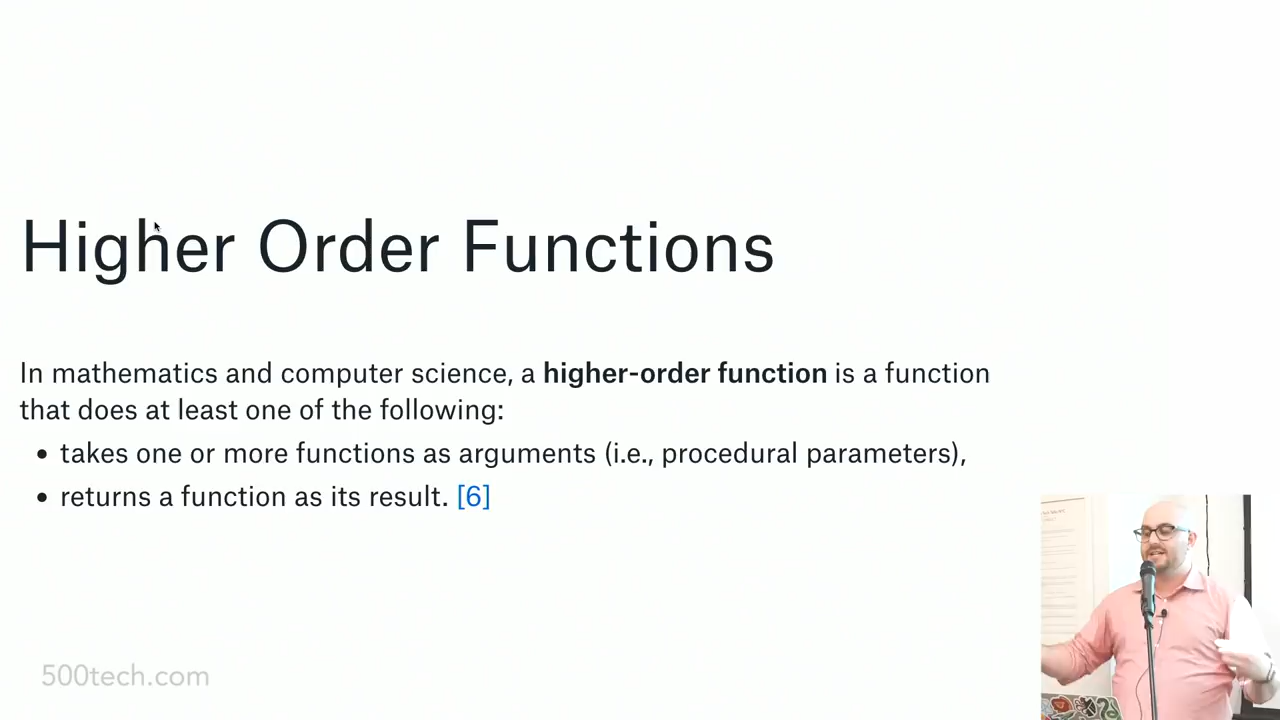 Higher Order Functions
In mathematics and computer science, a higher-order function is a function
that does at least one of the following:
• takes one or more functions as arguments (i.e., procedural parameters),
• returns a function as its result. [6]
500tech.com